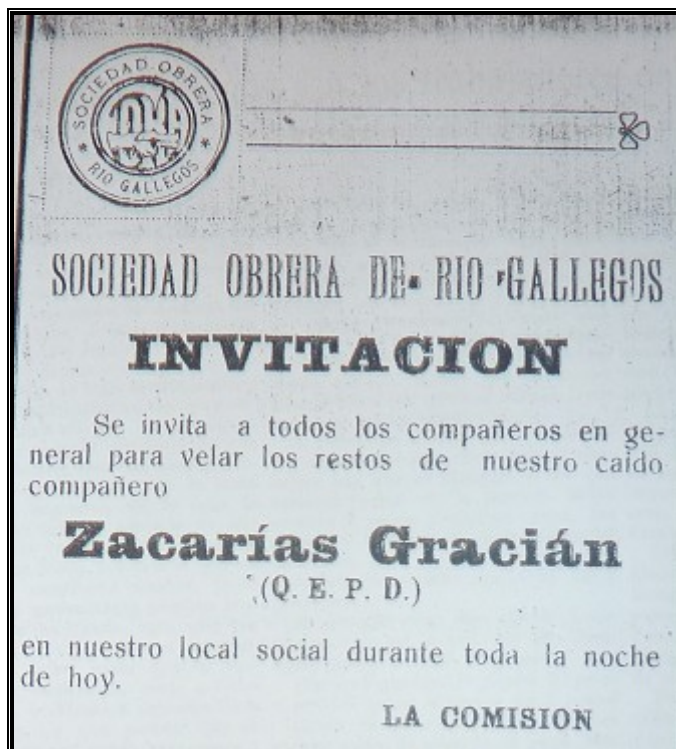 SOCIEDAD OBRERA
* RIO GALLEGOS *
SOCIEDAD OBRERA DE RIO GALLEGOS
INVITACION
Se invita a todos los compañeros en ge-
neral para velar los restos de nuestro caído
compañero
Zacarías Gracián
(Q. E. P. D.)
en nuestro local social durante toda la noche
de hoy.
LA COMISION